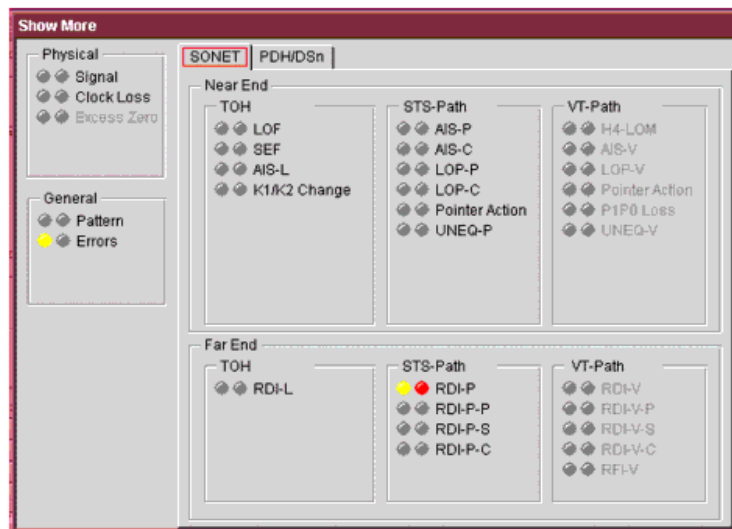 Show More
Physical
Signal
Clock Loss
Excess Zero
General
Pattern
Errors
SONET PDH/DSn
Near End
TOH
LOF
SEF
AIS-L
K1/K2 Change
STS-Path
AIS-P
AIS-C
LOP-P
LOP-C
Pointer Action
UNEQ-P
VT-Path
H4-LOM
AIS-V
LOP-V
Pointer Action
P1P0 Loss
UNEQ-V
Far End
TOH
RDI-L
STS-Path
RDI-P
RDI-P-P
RDI-P-S
RDI-P-C
VT-Path
RDI-V
RDI-V-P
RDI-V-S
RDI-V-C
RFI-V